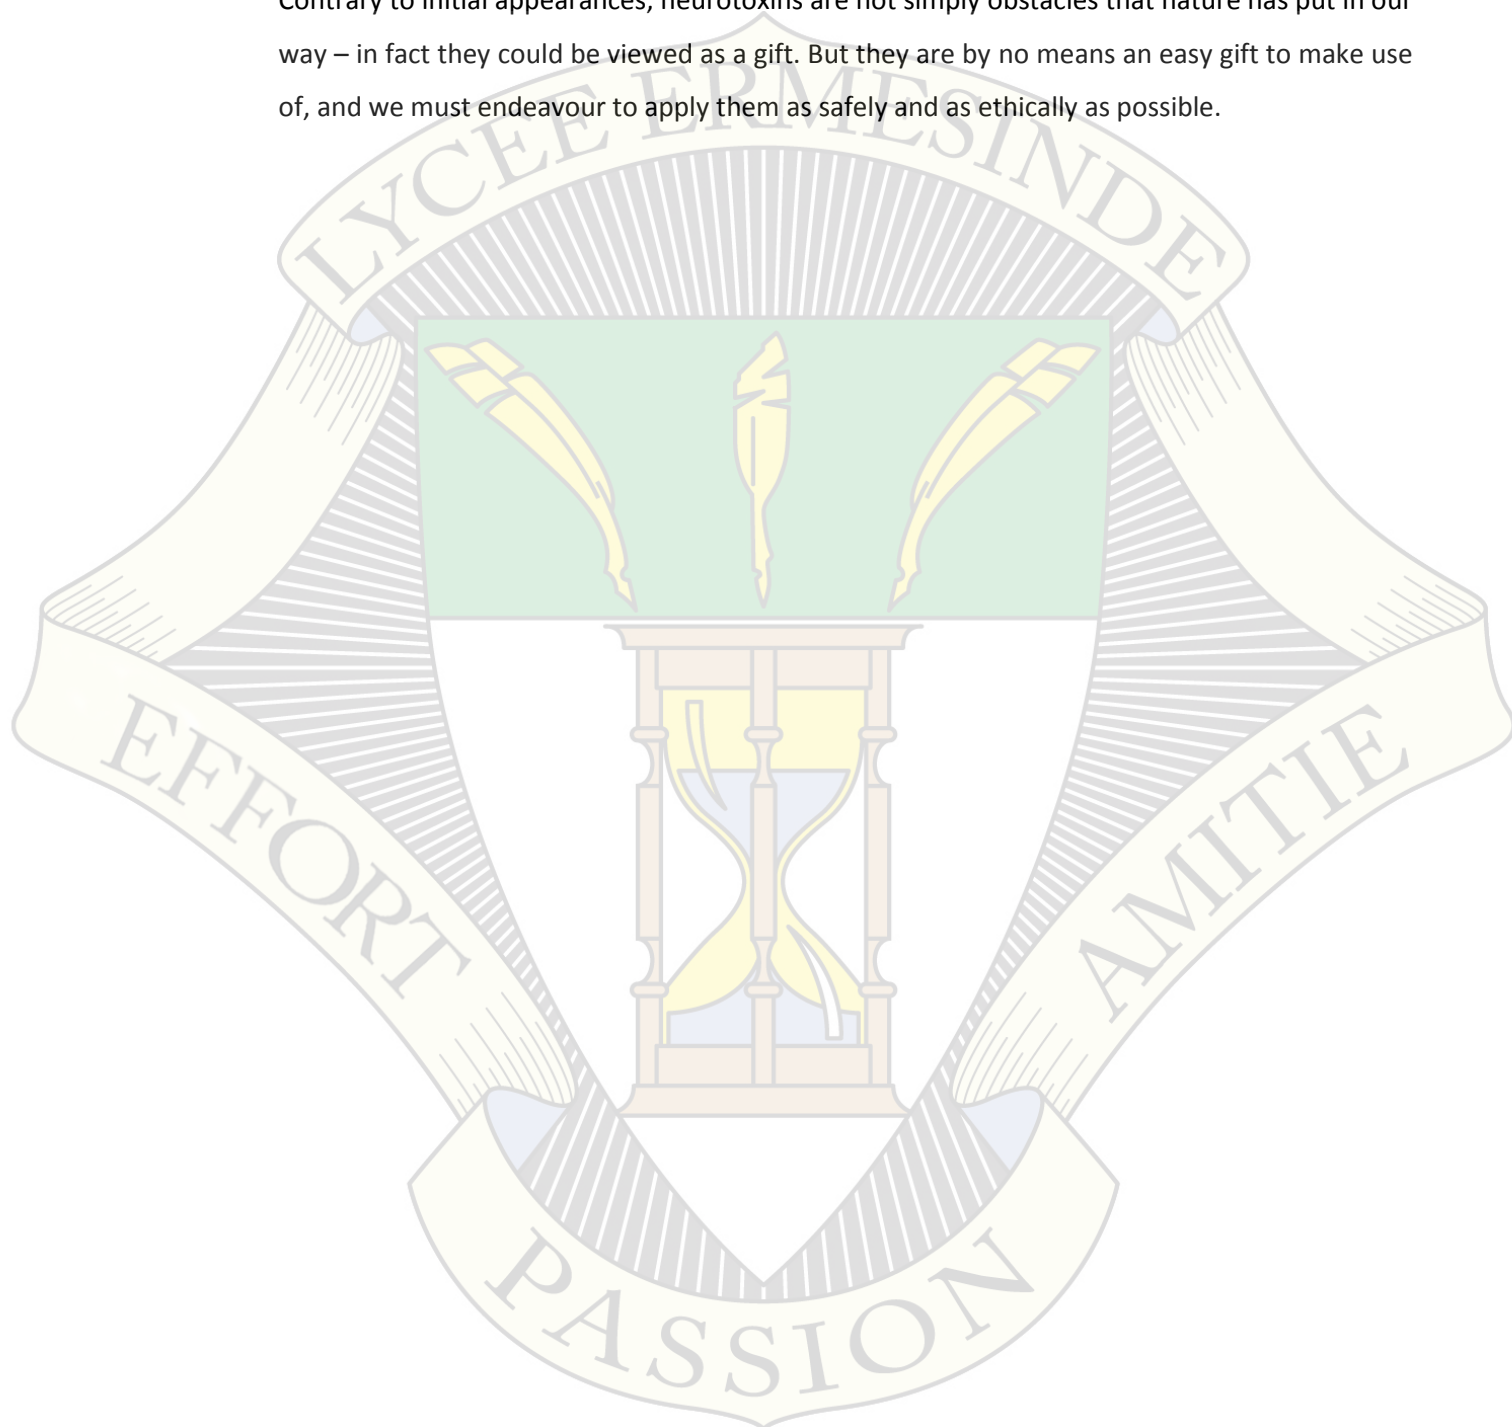 Contrary to initial appearances, neurotoxins are not simply obstacles that nature has put in our
way – in fact they could be viewed as a gift. But they are by no means an easy gift to make use
of, and we must endeavour to apply them as safely and as ethically as possible.
LYCEE ERMESINDE
EFFORT
AMITIE
PASSION